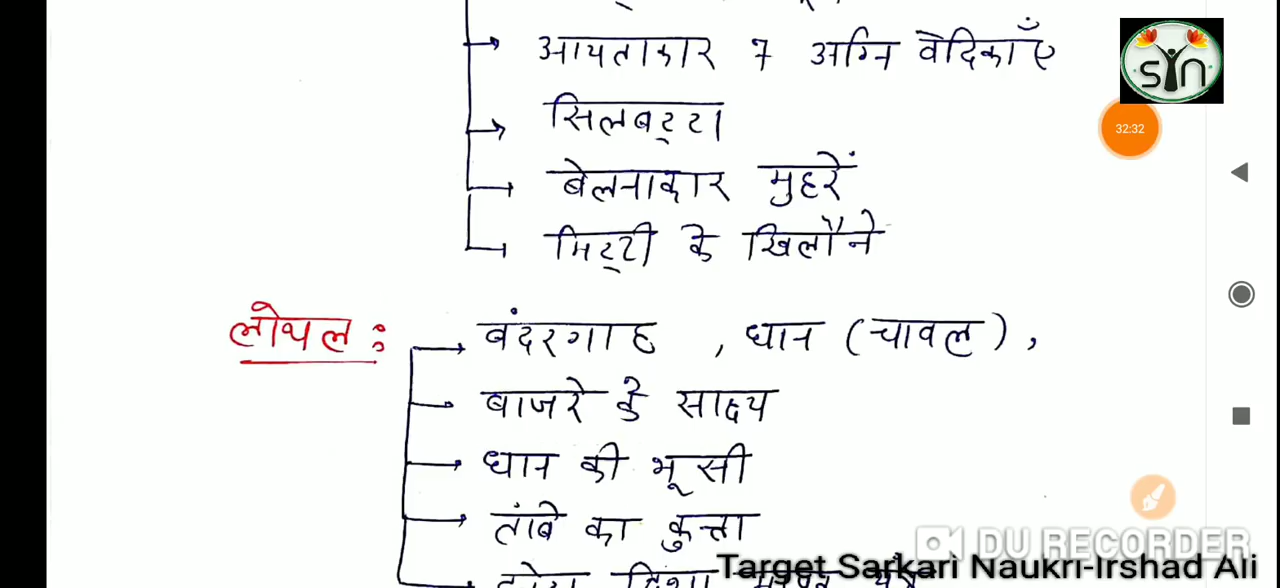 आयताकार 7 अग्नि वेदिकाएँ
सिलबट्टा
बेलनाकार मुहरें
मिट्टी के खिलौने
लोथल :
बंदरगाह , धान (चावल) ,
बाजरे के साक्ष्य
धान की भूसी
तांबे का कुत्ता
SYN
32:32
DU RECORDER
Target Sarkari Naukri-Irshad Ali